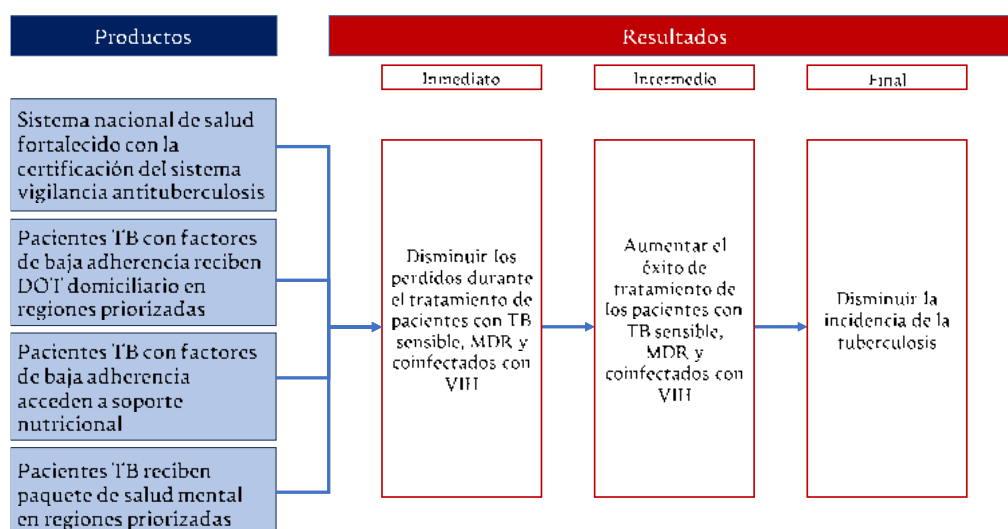 Productos
Resultados
Inmediato
Intermedio
Final
Sistema nacional de salud
fortalecido con la
certificación del sistema
vigilancia antituberculosis
Pacientes TB con factores
de baja adherencia reciben
DOT domiciliario en
regiones priorizadas
Pacientes TB con factores
de baja adherencia
acceden a soporte
nutricional
Pacientes TB reciben
paquete de salud mental
en regiones priorizadas
Disminuir los
perdidos durante
el tratamiento de
pacientes con TB
sensible, MDR y
coinfectados con
VIH
Aumentar el
éxito de
tratamiento de
los pacientes con
TB sensible,
MDR y
coinfectados con
VIH
Disminuir la
incidencia de la
tuberculosis